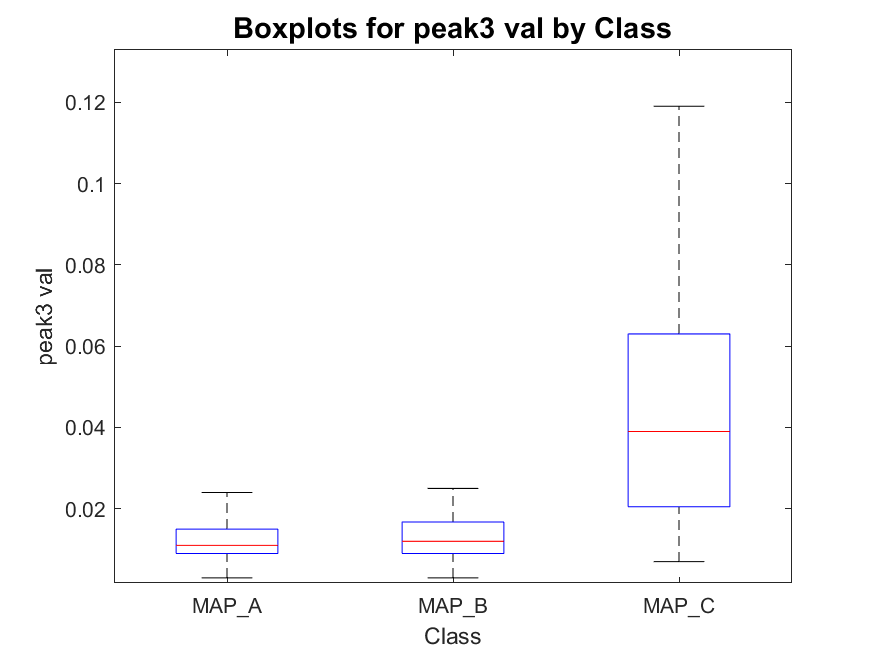 Boxplots for peak3 val by Class
0.12
0.1
0.08
0.06
0.04
0.02
peak3 val
MAP_A MAP_B MAP_C
Class